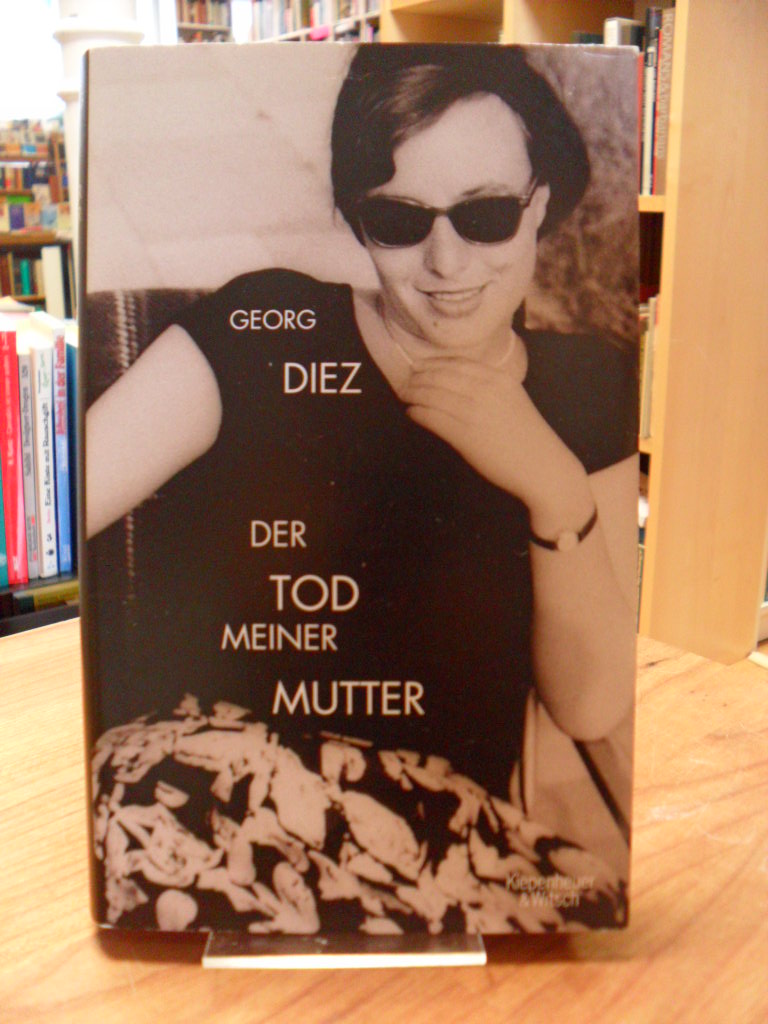 GEORG
DIEZ
DER
TOD
MEINER
MUTTER
Kiepenheuer
&Witsch